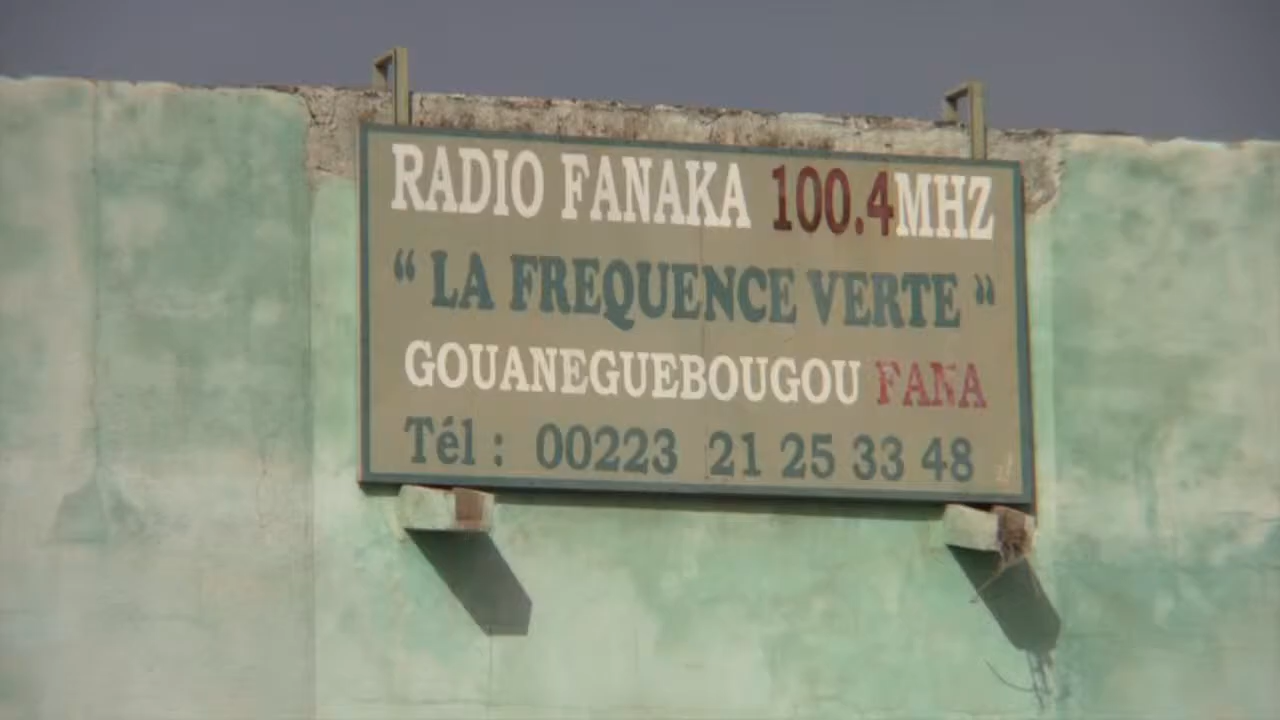 RADIO FANAKA 100.4MHZ
“ LA FREQUENCE VERTE “
GOUANEGUEBOUGOU FANA
Tél : 00223 21 25 33 48